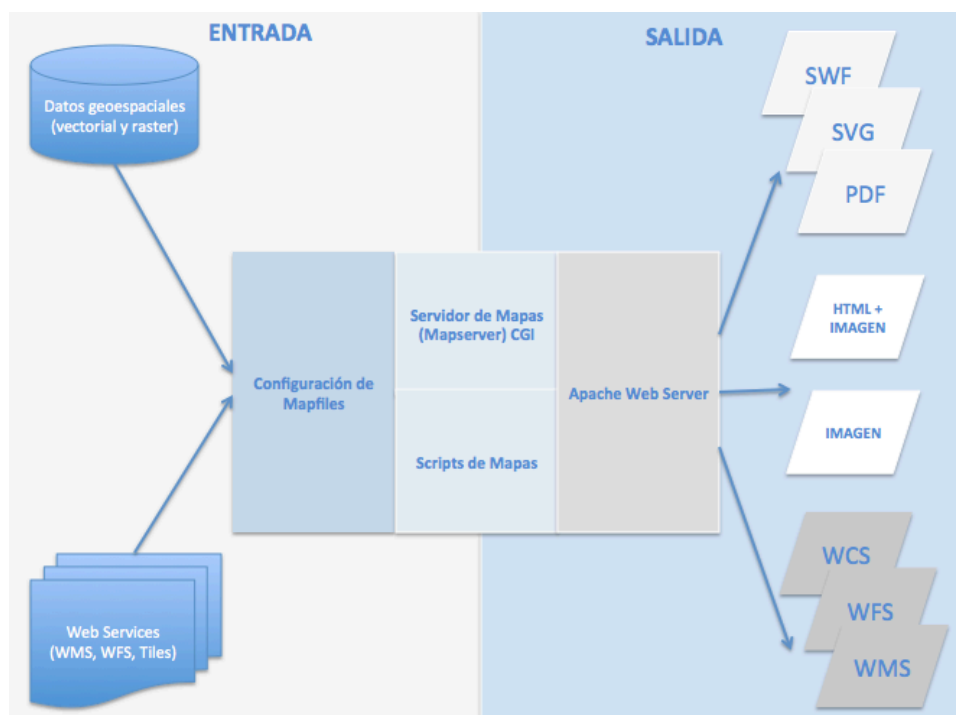 ENTRADA
SALIDA
Datos geoespaciales
(vectorial y raster)
SWF
SVG
PDF
Servidor de Mapas
(Mapserver) CGI
Configuración de
Mapfiles
Scripts de Mapas
Apache Web Server
HTML +
IMAGEN
IMAGEN
Web Services
(WMS, WFS, Tiles)
WCS
WFS
WMS